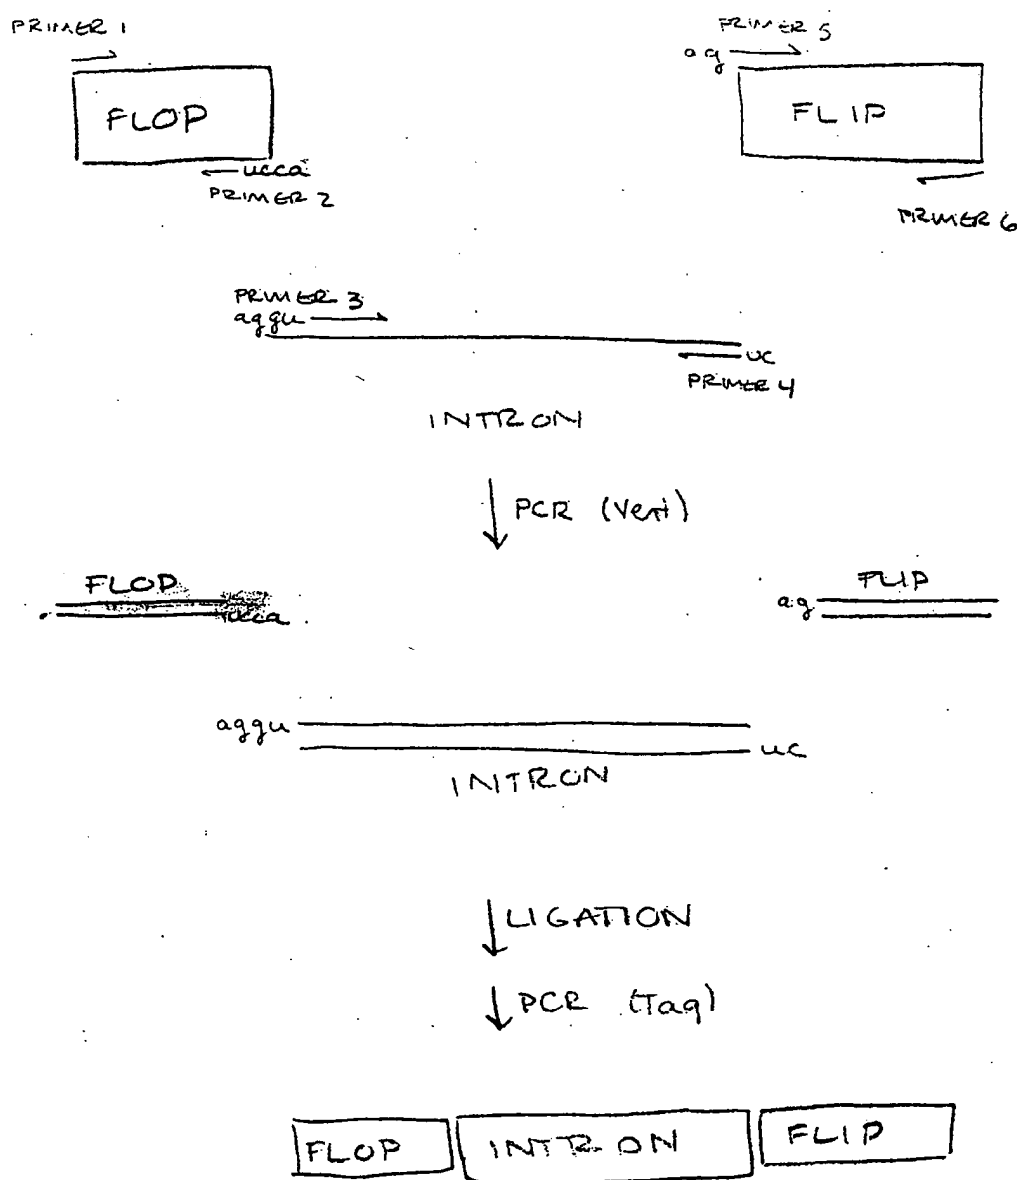 PRIMER 1
PRIMER 5
ag
FLOP
FLIP
ucca
PRIMER 2
PRIMER 6
PRIMER 3
aggu
uc
PRIMER 4
INTRON
PCR (Vent)
FLOP
FLIP
ucca
ag
aggu
uc
INTRON
LIGATION
PCR (Taq)
FLOP
INTRON
FLIP